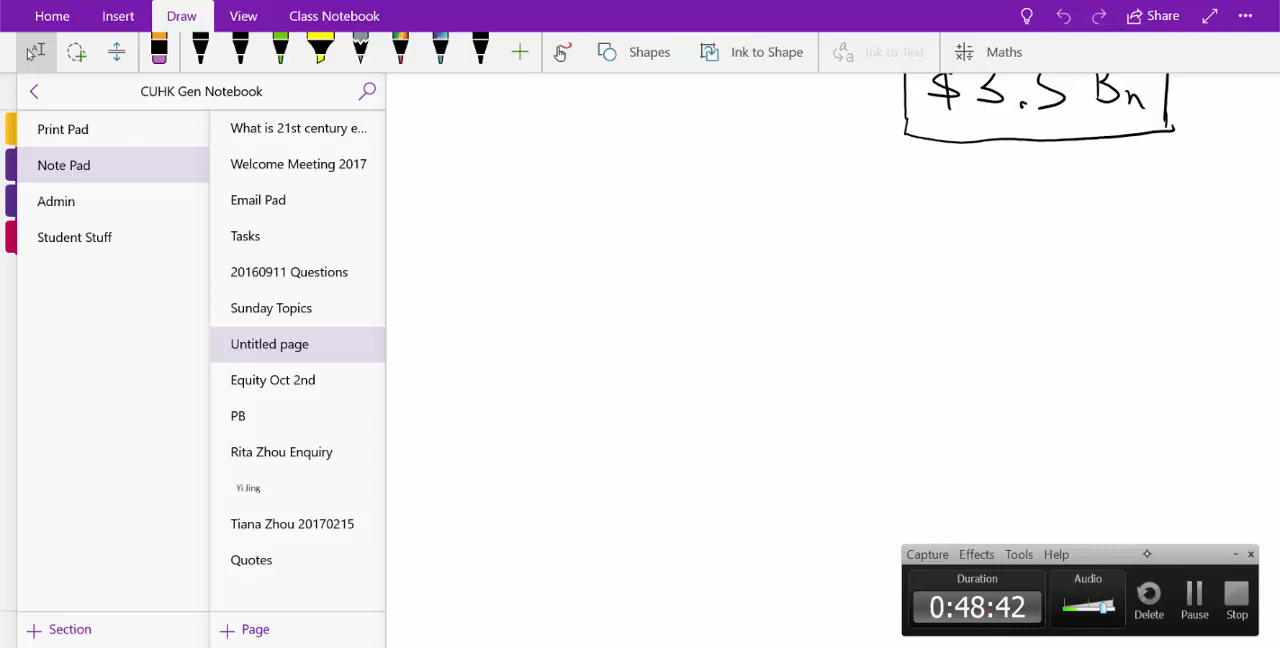 Home Insert Draw View Class Notebook Share
Shapes Ink to Shape Ink to Text Maths
CUHK Gen Notebook
$3.5 Bn
Print Pad
Note Pad
Admin
Student Stuff
What is 21st century e...
Welcome Meeting 2017
Email Pad
Tasks
20160911 Questions
Sunday Topics
Untitled page
Equity Oct 2nd
PB
Rita Zhou Enquiry
Yi Jing
Tiana Zhou 20170215
Quotes
+ Section
+ Page
Capture Effects Tools Help
Duration
0:48:42
Audio
Delete
Pause
Stop